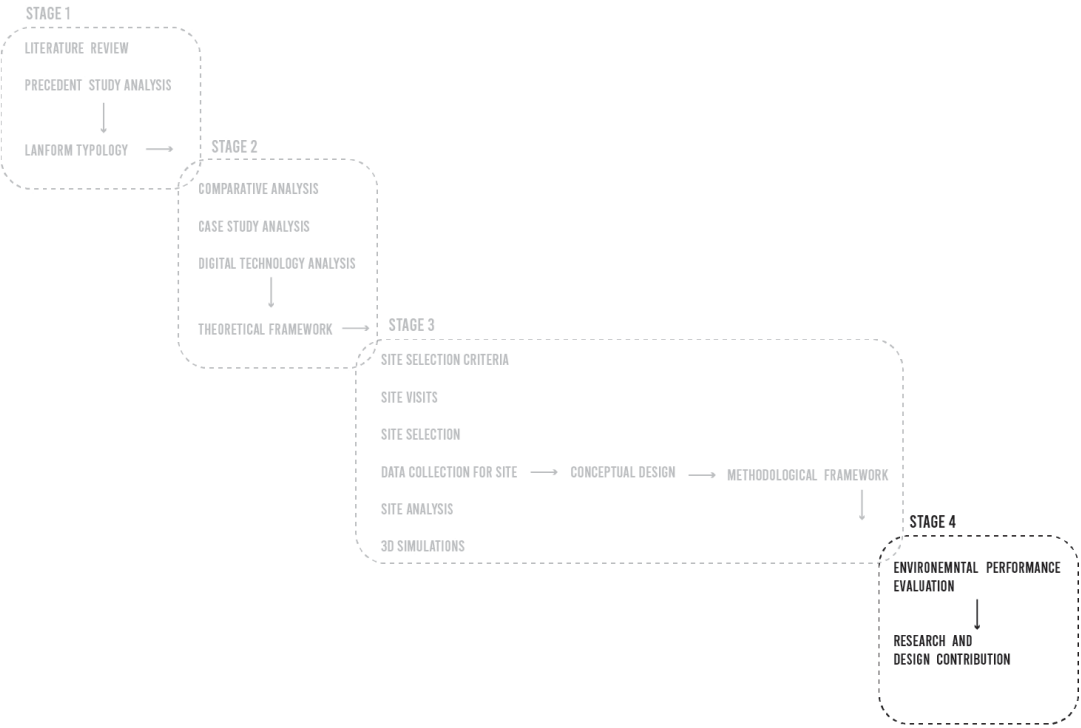 STAGE 1
LITERATURE REVIEW
PRECEDENT STUDY ANALYSIS
LANFORM TYPOLOGY
STAGE 2
COMPARATIVE ANALYSIS
CASE STUDY ANALYSIS
DIGITAL TECHNOLOGY ANALYSIS
THEORETICAL FRAMEWORK
STAGE 3
SITE SELECTION CRITERIA
SITE VISITS
SITE SELECTION
DATA COLLECTION FOR SITE
CONCEPTUAL DESIGN
METHODOLOGICAL FRAMEWORK
SITE ANALYSIS
3D SIMULATIONS
STAGE 4
ENVIRONEMNTAL PERFORMANCE
EVALUATION
RESEARCH AND
DESIGN CONTRIBUTION